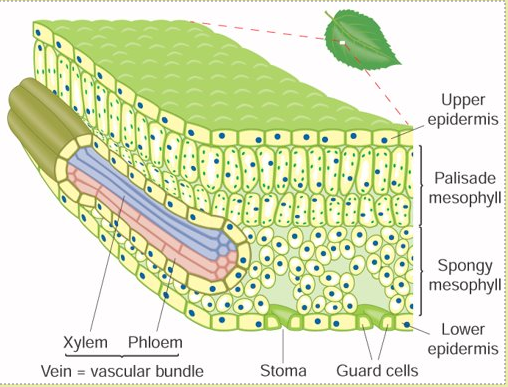 Upper
epidermis
Palisade
mesophyll
Spongy
mesophyll
Lower
epidermis
Xylem Phloem
Vein = vascular bundle
Stoma
Guard cells